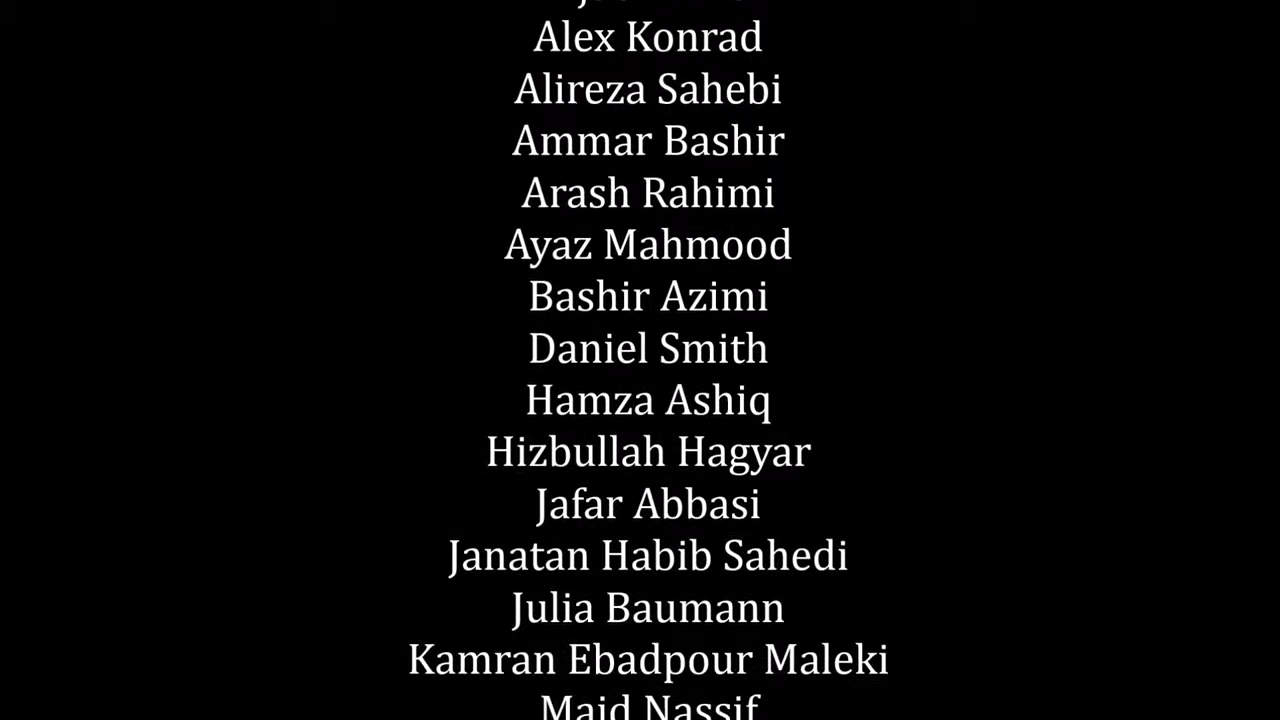 Alex Konrad
Alireza Sahebi
Ammar Bashir
Arash Rahimi
Ayaz Mahmood
Bashir Azimi
Daniel Smith
Hamza Ashiq
Hizbullah Hagyar
Jafar Abbasi
Janatan Habib Sahedi
Julia Baumann
Kamran Ebadpour Maleki
Nassif